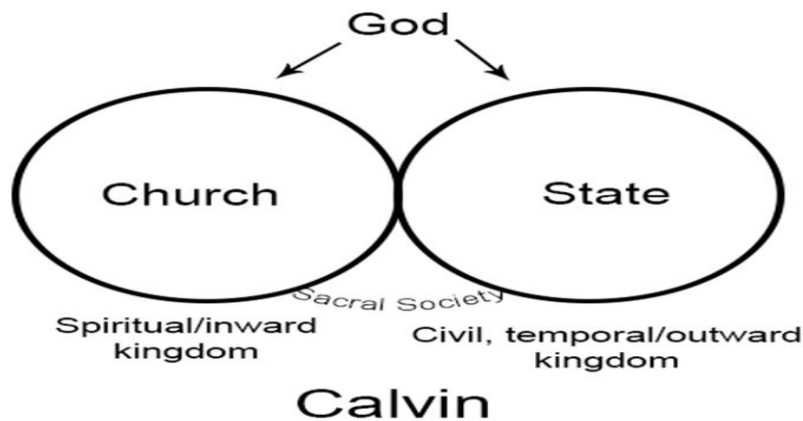 God
Church
State
Sacral Society
Spiritual/inward
kingdom
Civil, temporal/outward
kingdom
Calvin